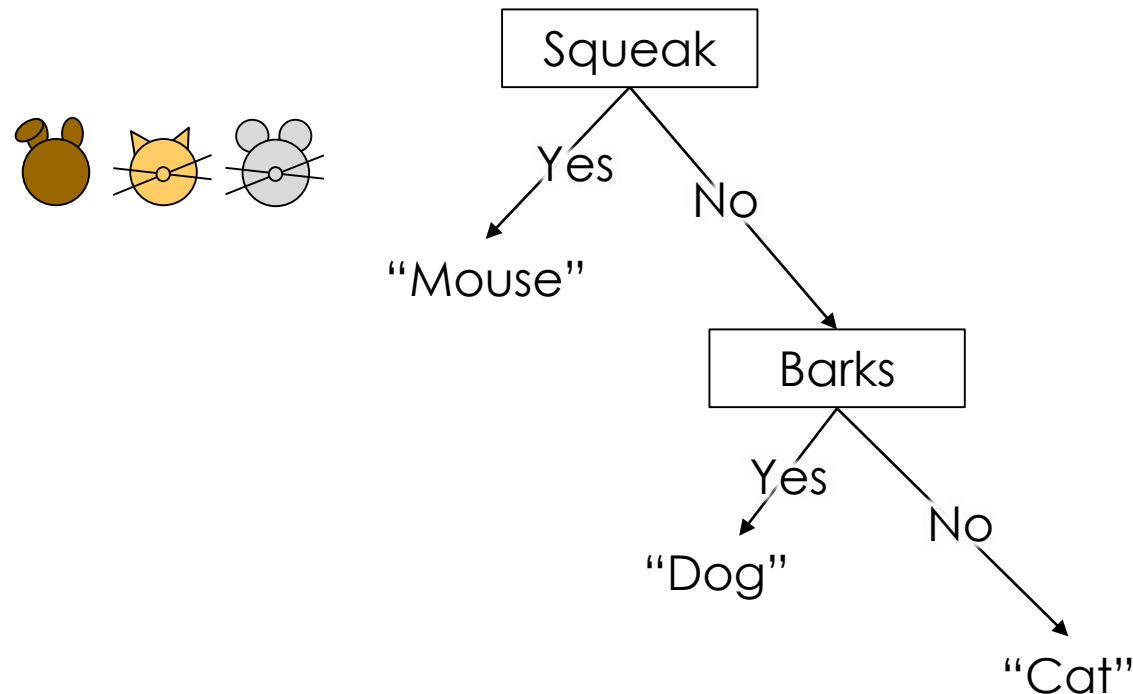 Squeak
Yes
No
“Mouse”
Barks
Yes
No
“Dog”
“Cat”